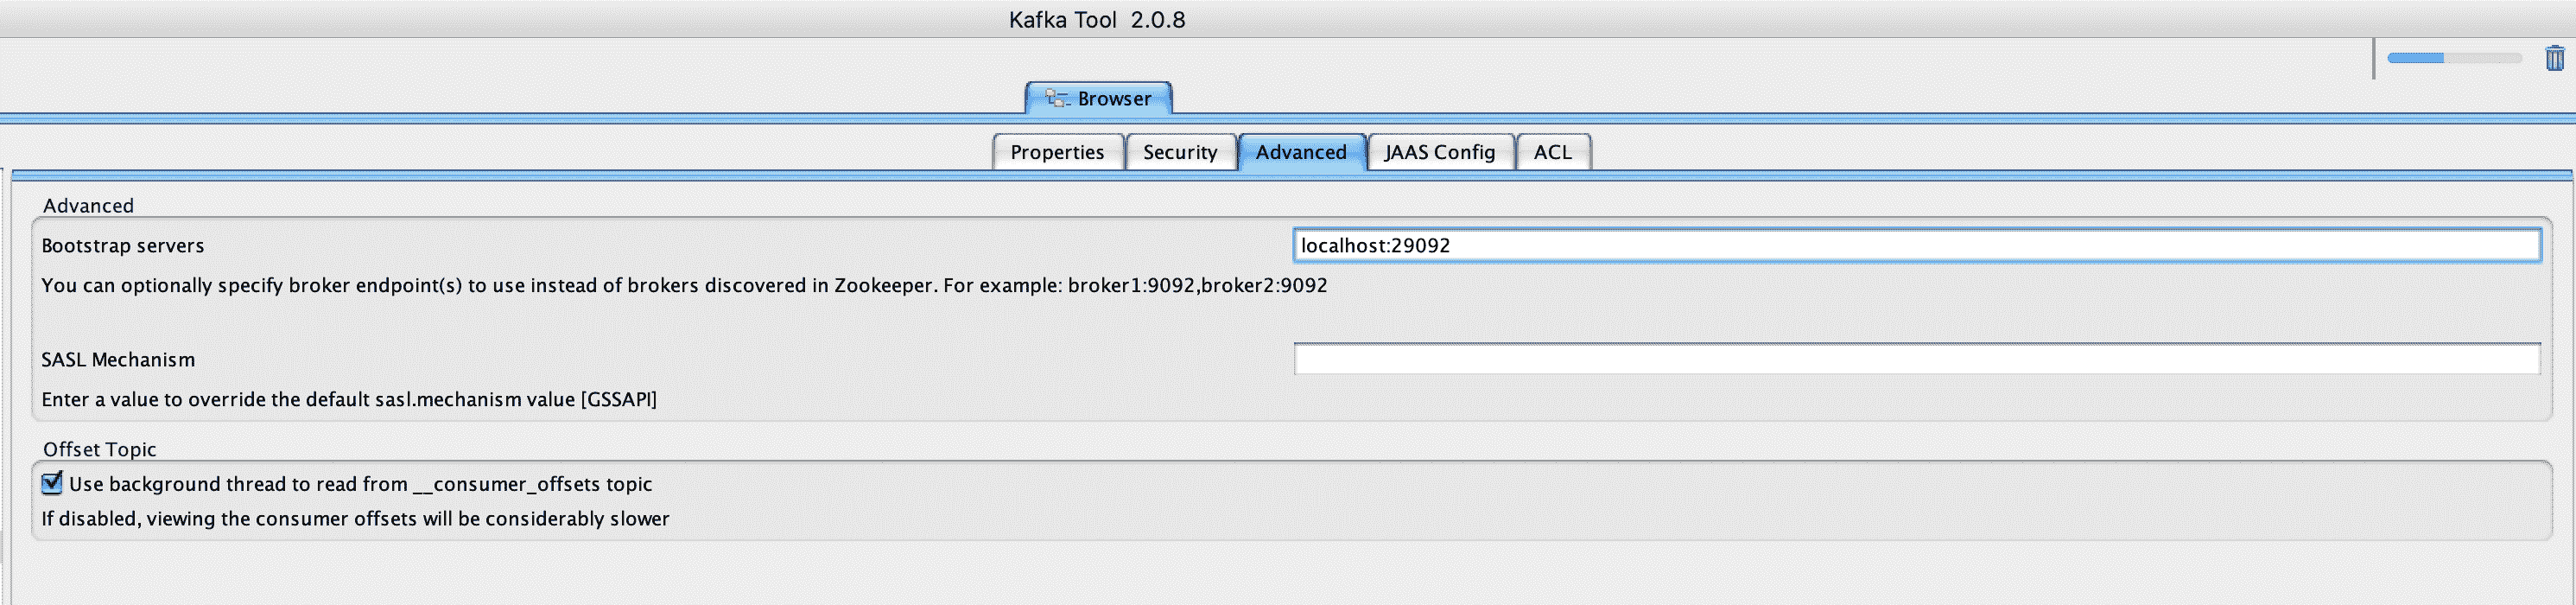 Kafka Tool 2.0.8
Browser
Properties Security Advanced JAAS Config ACL
Advanced
Bootstrap servers localhost:29092
You can optionally specify broker endpoint(s) to use instead of brokers discovered in Zookeeper. For example: broker1:9092,broker2:9092
SASL Mechanism
Enter a value to override the default sasl.mechanism value [GSSAPI]
Offset Topic
Use background thread to read from __consumer_offsets topic
If disabled, viewing the consumer offsets will be considerably slower